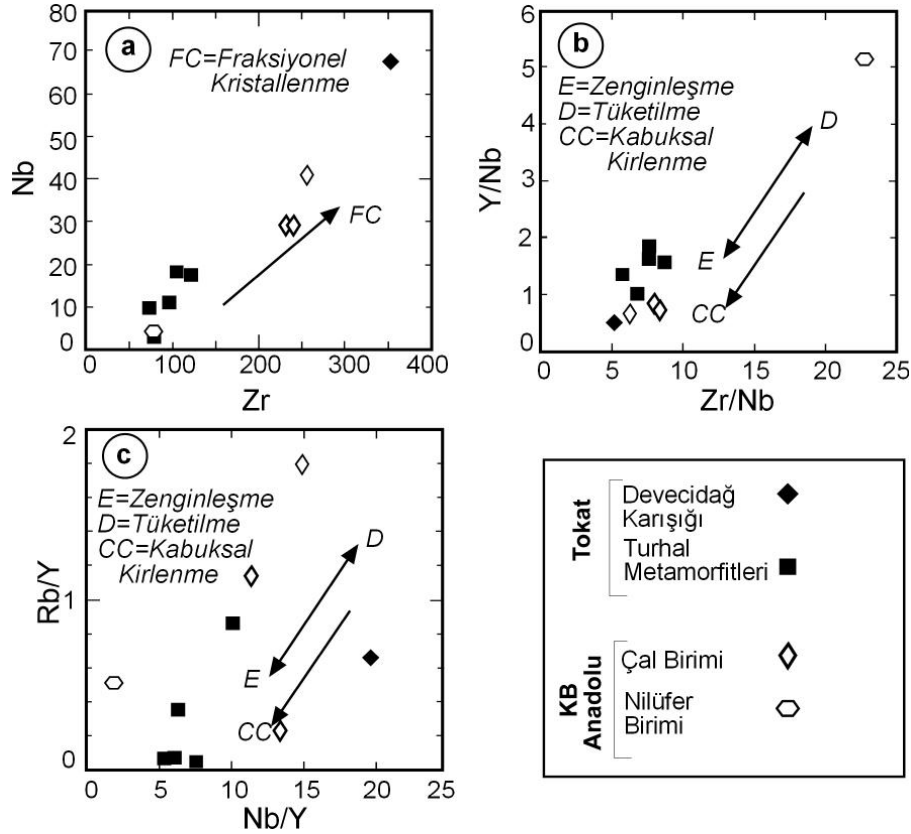 a
FC=Fraksiyonel
Kristallenme
Nb
80
70
60
50
40
30
20
10
0
FC
0
100
200
300
400
Zr
b
E=Zenginleşme
D=Tüketilme
CC=Kabuksal
Kirlenme
Y/Nb
6
5
4
3
2
1
0
D
E
CC
0
5
10
15
20
25
Zr/Nb
c
E=Zenginleşme
D=Tüketilme
CC=Kabuksal
Kirlenme
Rb/Y
2
1
0
D
E
CC
0
5
10
15
20
25
Nb/Y
Tokat
Devecidağ
Karışığı
Turhal
Metamorfitleri
KB
Anadolu
Çal Birimi
Nilüfer
Birimi